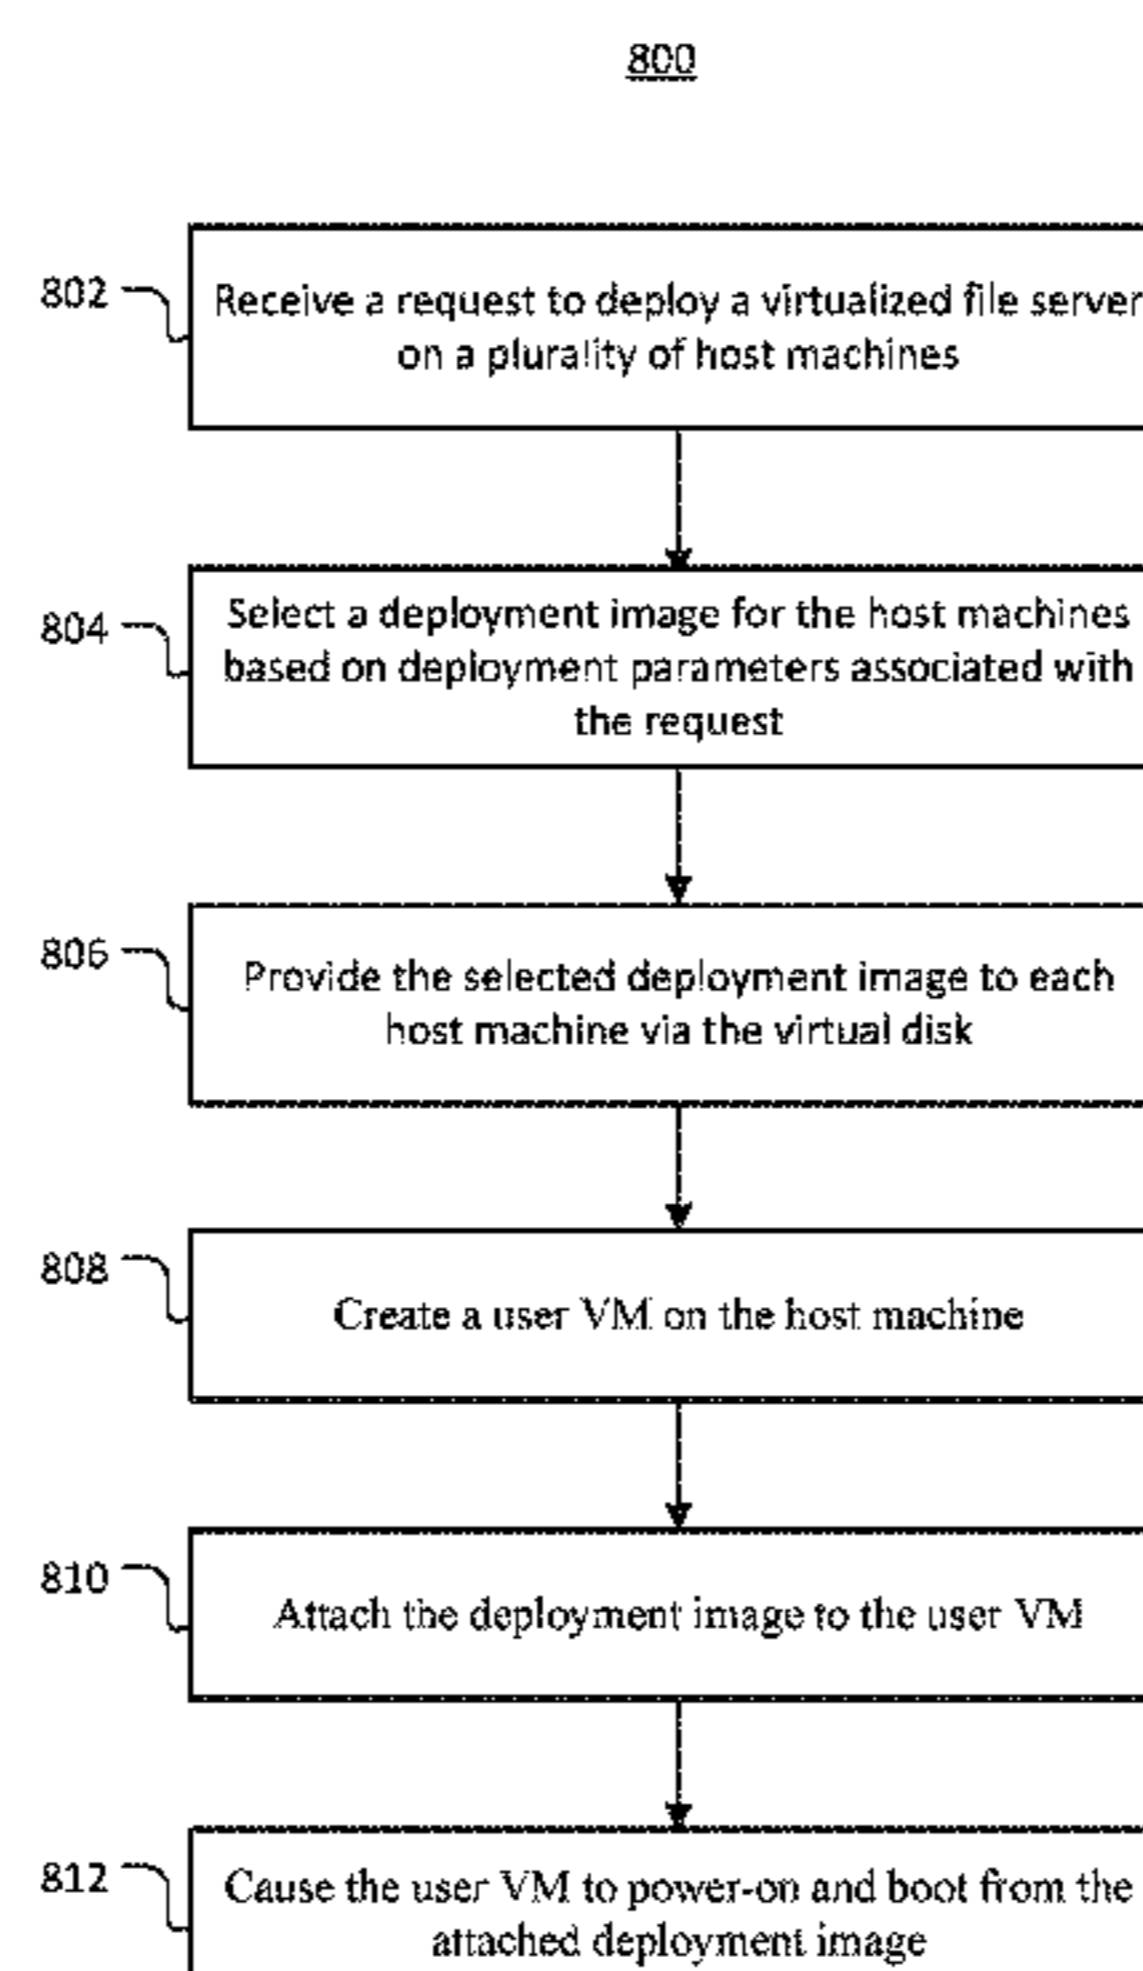 800
802
Receive a request to deploy a virtualized file server
on a plurality of host machines
804
Select a deployment image for the host machines
based on deployment parameters associated with
the request
806
Provide the selected deployment image to each
host machine via the virtual disk
808
Create a user VM on the host machine
810
Attach the deployment image to the user VM
812
Cause the user VM to power-on and boot from the
attached deployment image